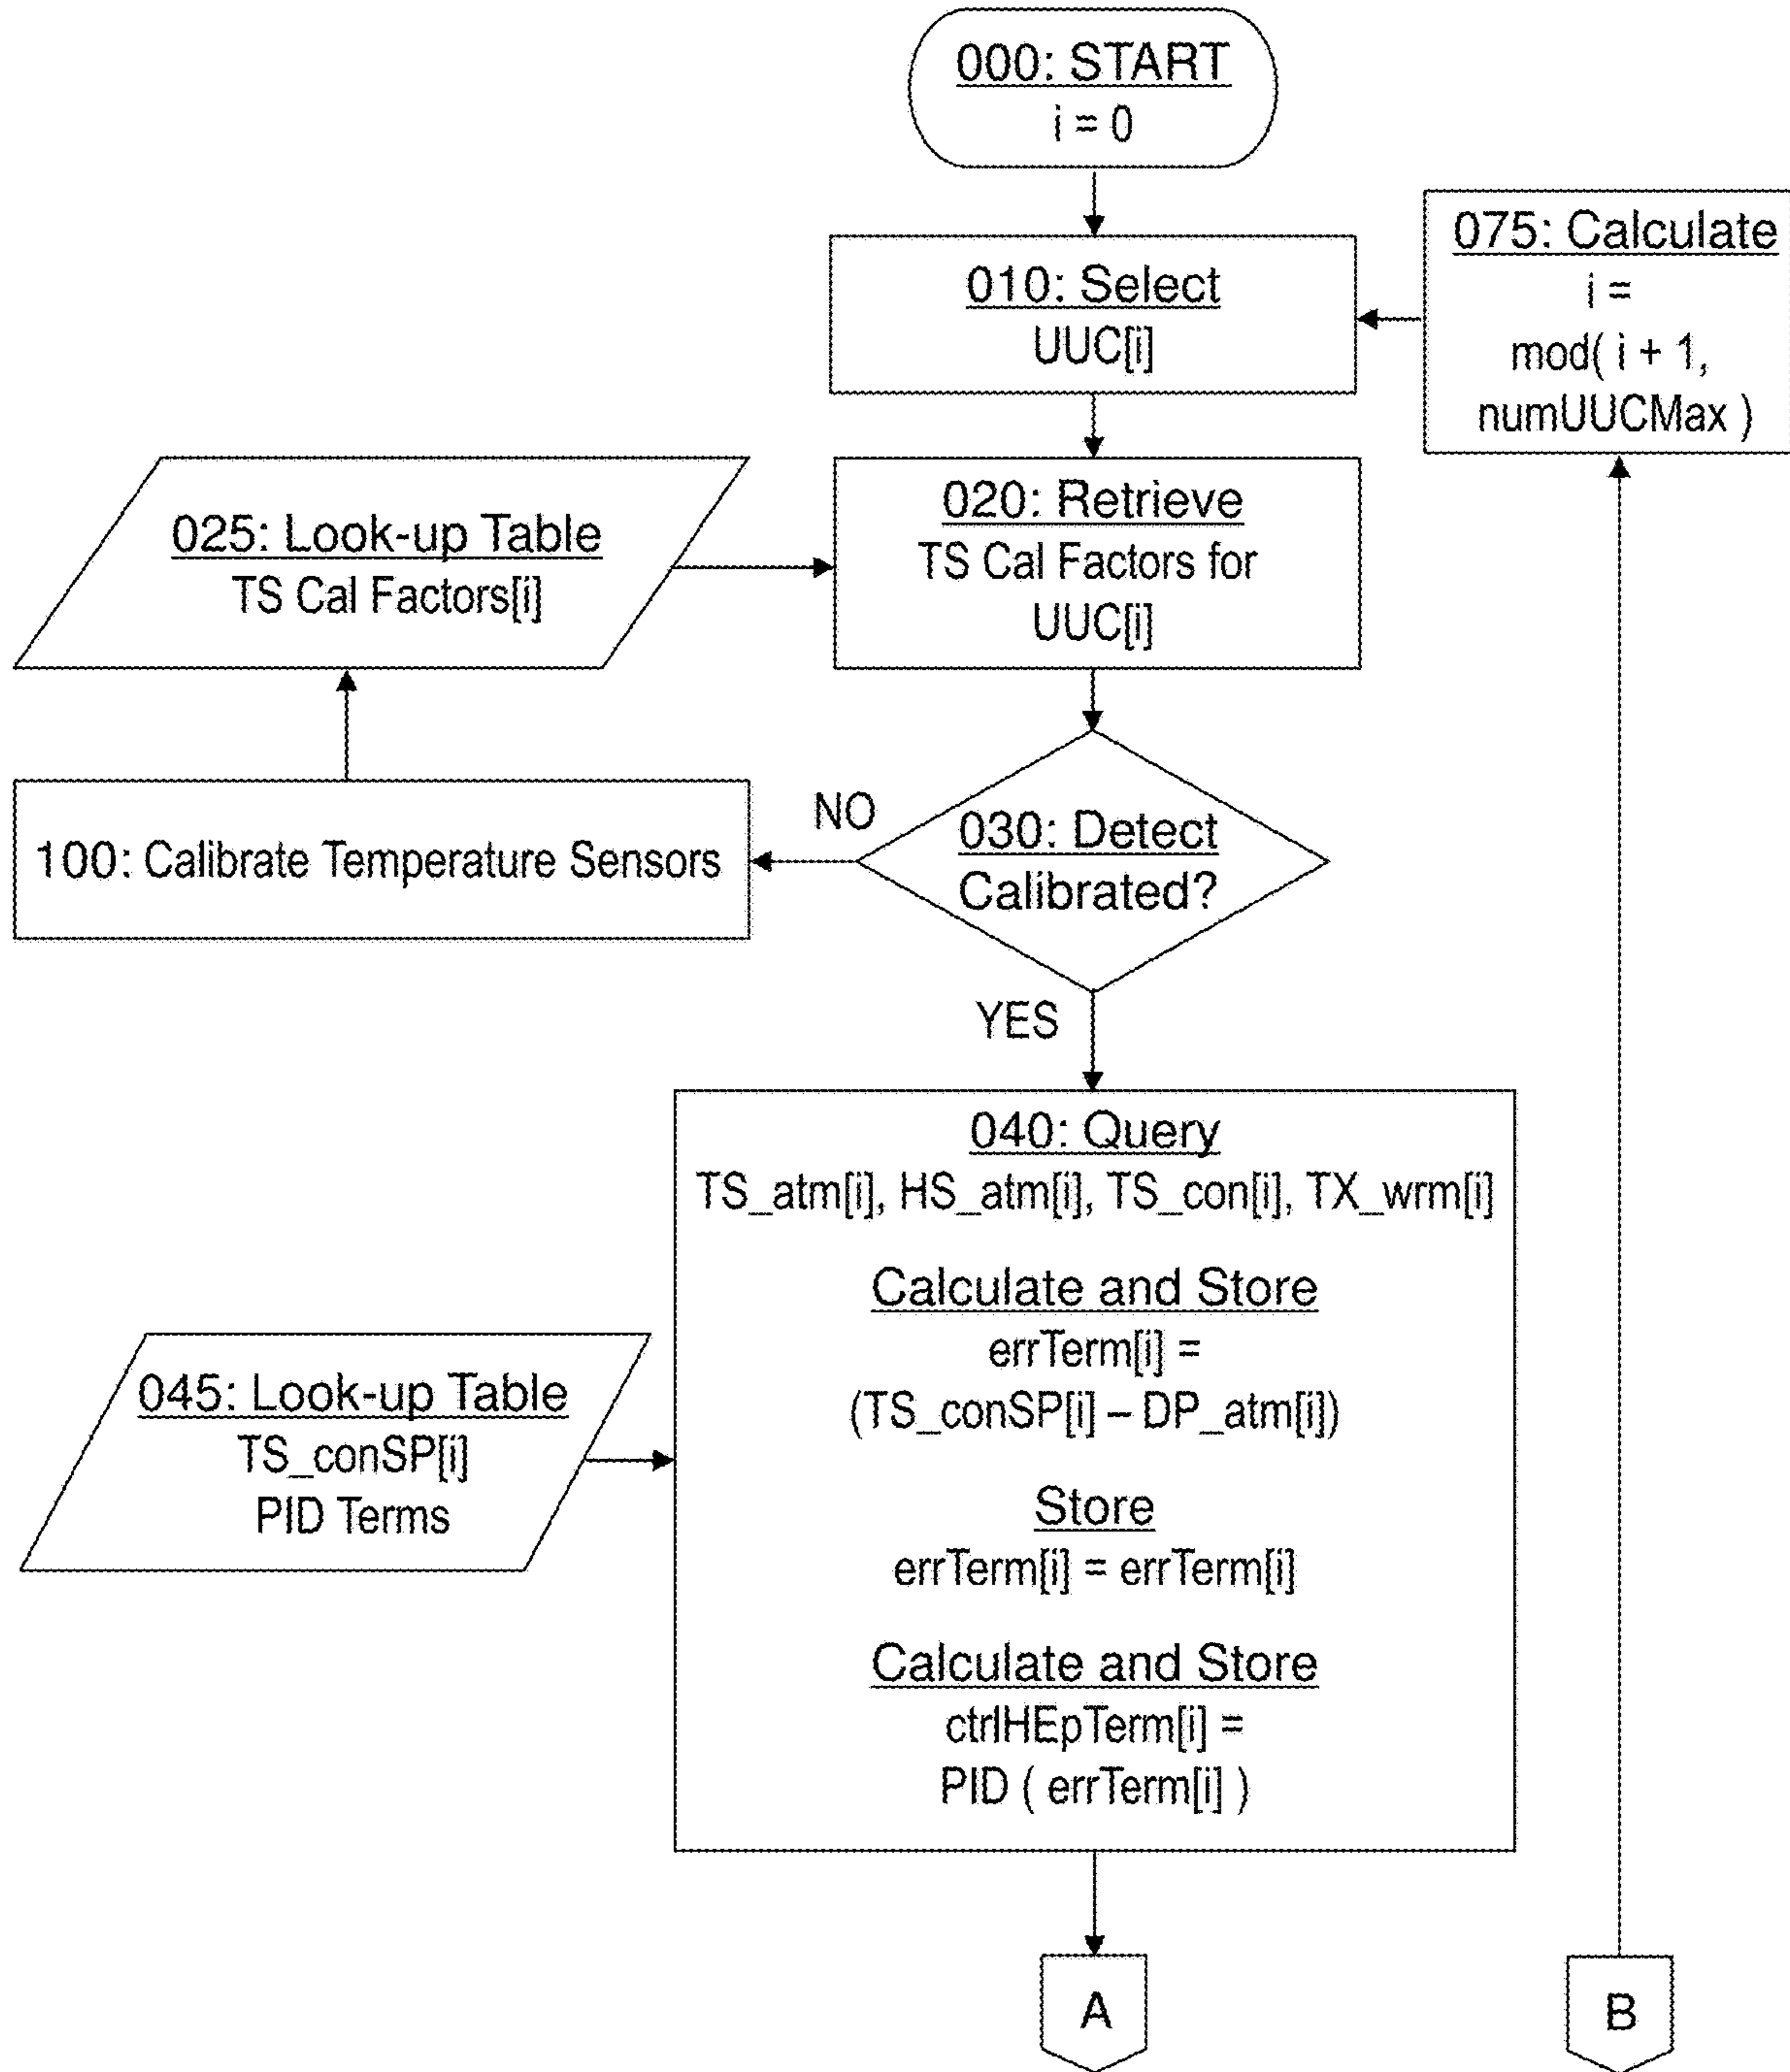 000: START
i = 0
010: Select
UUC[i]
075: Calculate
i =
mod( i + 1,
numUUCMax )
020: Retrieve
TS Cal Factors for
UUC[i]
025: Look-up Table
TS Cal Factors[i]
030: Detect
Calibrated?
NO
100: Calibrate Temperature Sensors
YES
040: Query
TS_atm[i], HS_atm[i], TS_con[i], TX_wrm[i]
Calculate and Store
errTerm[i] =
(TS_conSP[i] – DP_atm[i])
Store
errTerm[i] = errTerm[i]
Calculate and Store
ctrlHEpTerm[i] =
PID ( errTerm[i] )
045: Look-up Table
TS_conSP[i]
PID Terms
A
B